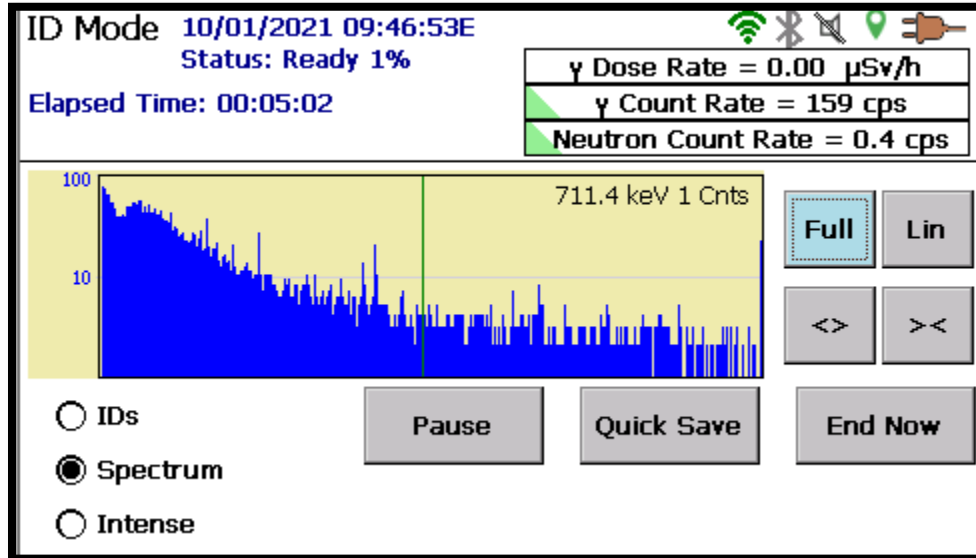 ID Mode 10/01/2021 09:46:53E
Status: Ready 1%
Elapsed Time: 00:05:02
γ Dose Rate = 0.00 µSv/h
γ Count Rate = 159 cps
Neutron Count Rate = 0.4 cps
100
711.4 keV 1 Cnts
10
Full
Lin
<>
><
IDs
Spectrum
Intense
Pause
Quick Save
End Now